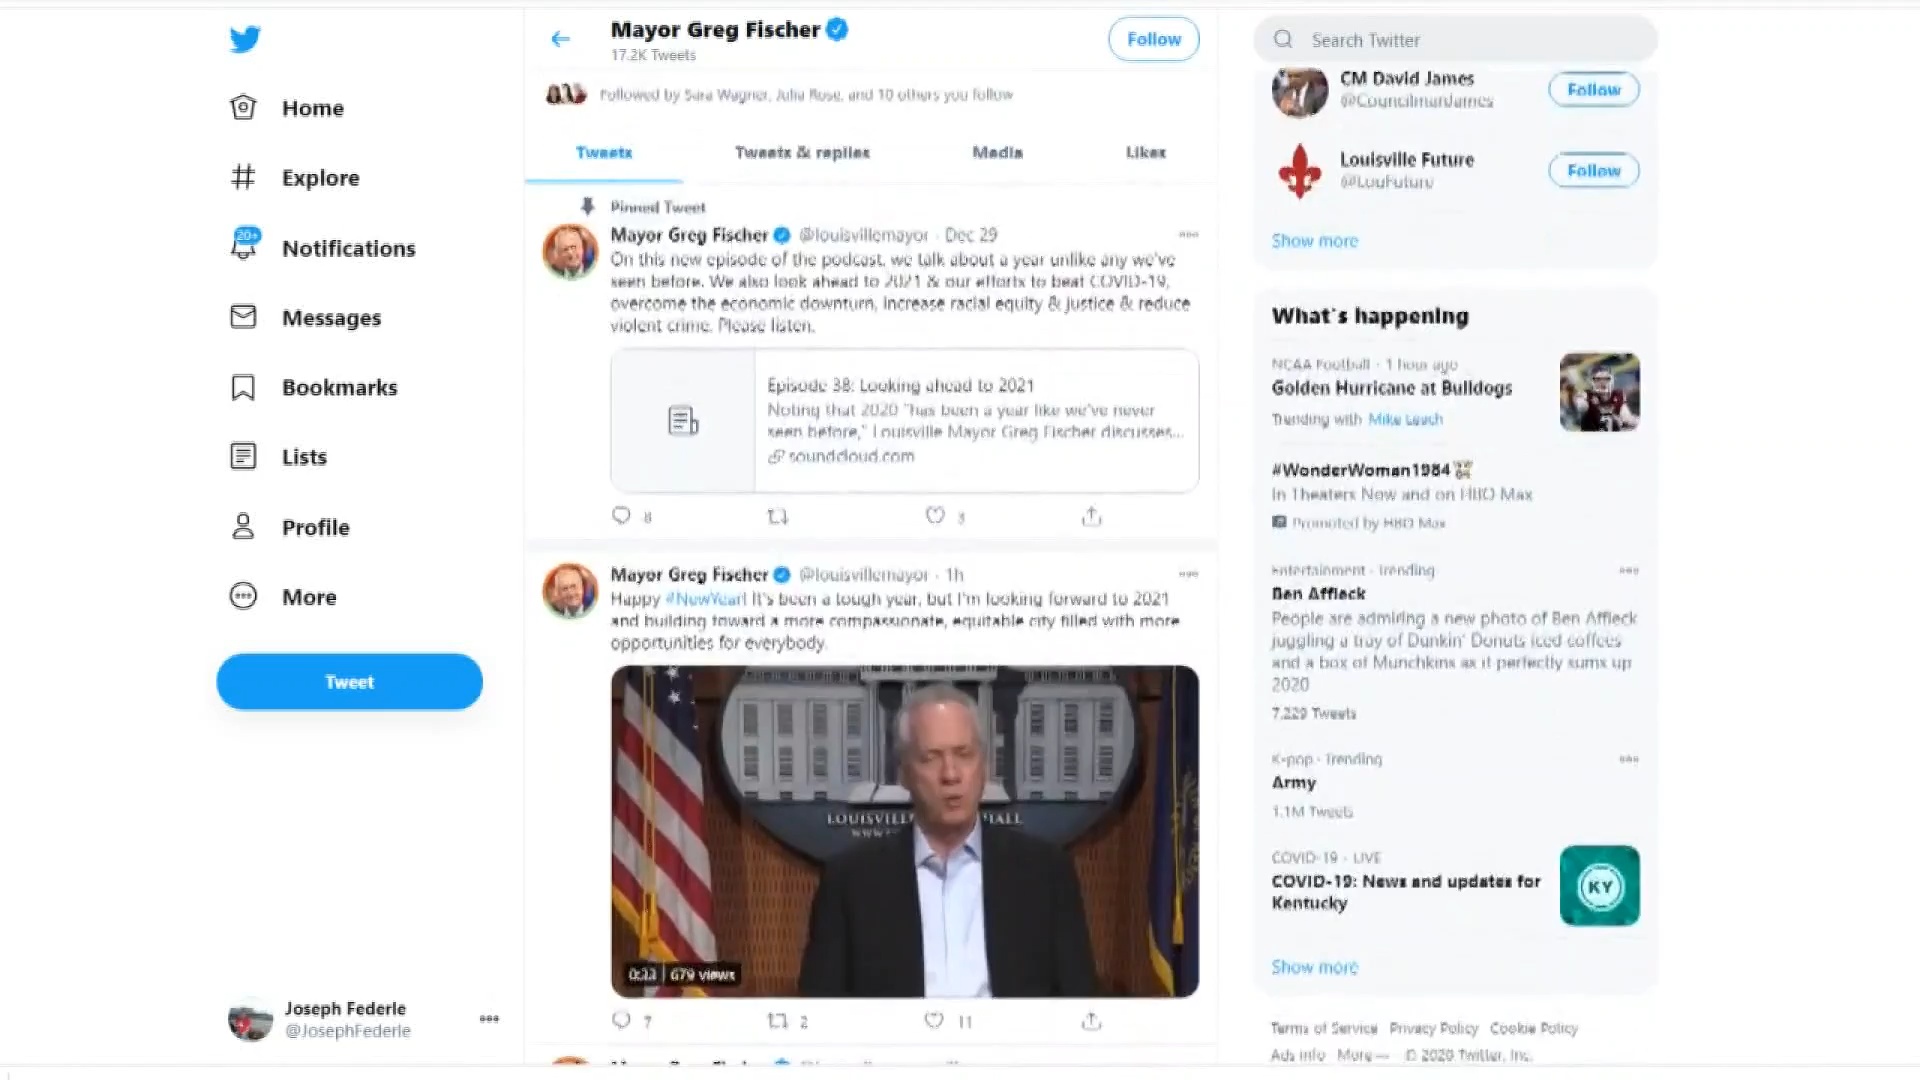 Home
Explore
20+
Notifications
Messages
Bookmarks
Lists
Profile
More
Tweet
Joseph Federle
@JosephFederle
Mayor Greg Fischer
17.2K Tweets
Follow
Followed by Sara Wagner, Julia Rose, and 10 others you follow
Tweets Tweets & replies Media Likes
Pinned Tweet
Mayor Greg Fischer @louisvillemayor · Dec 29
On this new episode of the podcast, we talk about a year unlike any we've
seen before. We also look ahead to 2021 & our efforts to beat COVID-19,
overcome the economic downturn, increase racial equity & justice & reduce
violent crime. Please listen.
Episode 38: Looking ahead to 2021
Noting that 2020 "has been a year like we've never
seen before," Louisville Mayor Greg Fischer discusses...
soundcloud.com
8 3
Mayor Greg Fischer @louisvillemayor · 1h
Happy #NewYear! It's been a tough year, but I'm looking forward to 2021
and building toward a more compassionate, equitable city filled with more
opportunities for everybody.
LOUISVILL HALL
WWW
0:22 679 views
7 2 11
Search Twitter
CM David James
@CouncilmanJames
Follow
Louisville Future
@LouFuture
Follow
Show more
What's happening
NCAA Football · 1 hour ago
Golden Hurricane at Bulldogs
Trending with Mike Leach
#WonderWoman1984
In Theaters Now and on HBO Max
Promoted by HBO Max
Entertainment · Trending
Ben Affleck
People are admiring a new photo of Ben Affleck
juggling a tray of Dunkin' Donuts iced coffees
and a box of Munchkins as it perfectly sums up
2020
7,229 Tweets
K-pop · Trending
Army
1.1M Tweets
COVID-19 · LIVE
COVID-19: News and updates for
Kentucky
KY
Show more
Terms of Service Privacy Policy Cookie Policy
Ads info More © 2020 Twitter, Inc.